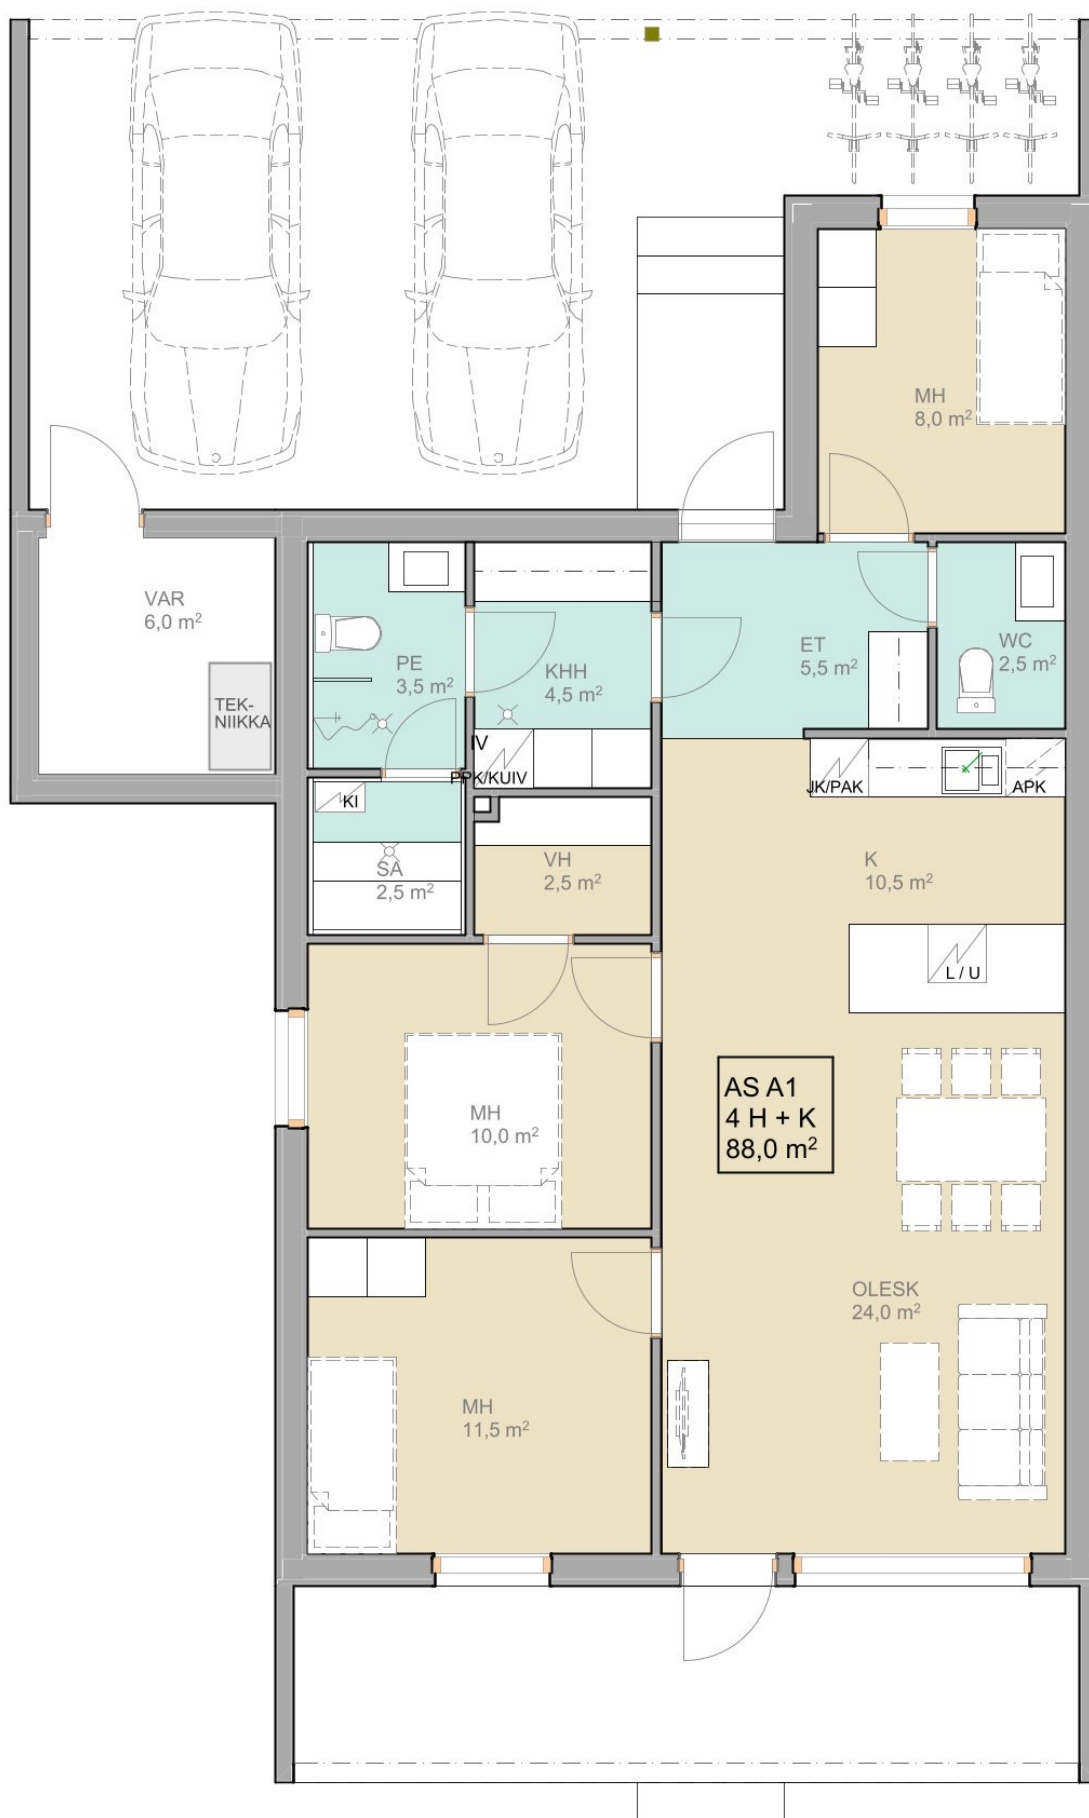 MH
8,0 m²
VAR
6,0 m²
TEK-
NIIKKA
PE
3,5 m²
KHH
4,5 m²
ET
5,5 m²
WC
2,5 m²
IV
PPK/KUIV
JK/PAK
APK
KI
SA
2,5 m²
VH
2,5 m²
K
10,5 m²
L / U
MH
10,0 m²
AS A1
4 H + K
88,0 m²
OLESK
24,0 m²
MH
11,5 m²